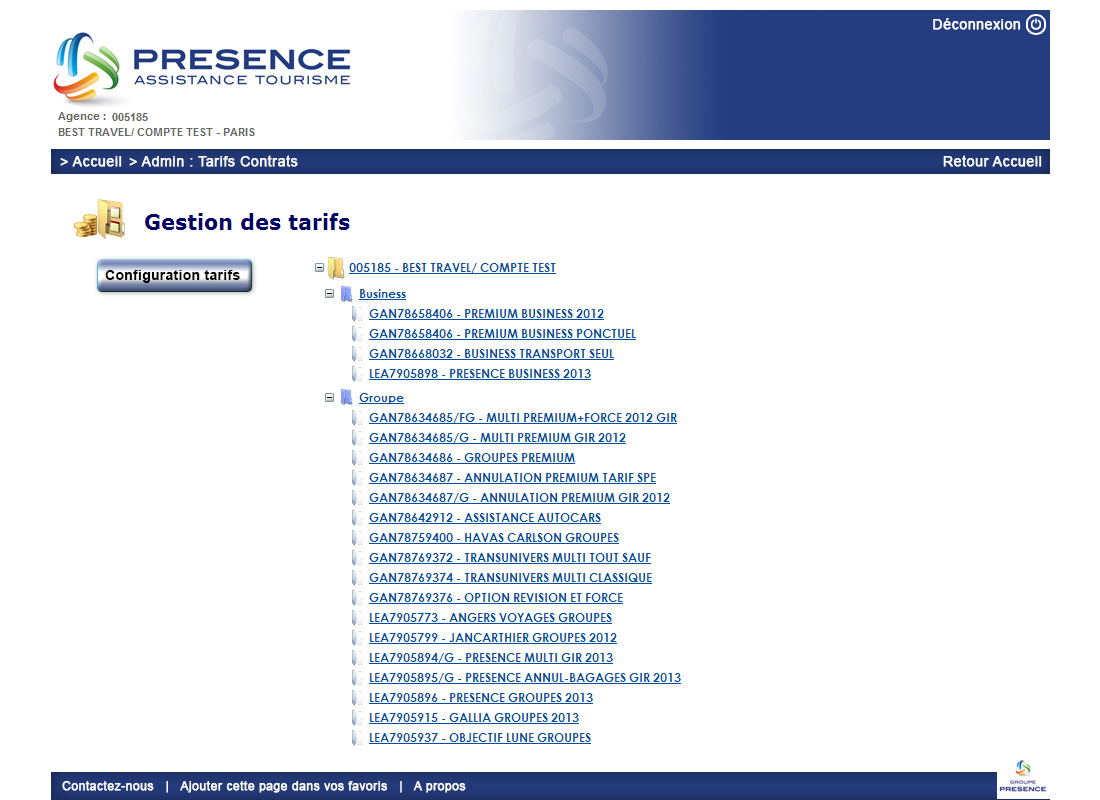 Déconnexion
PRESENCE
ASSISTANCE TOURISME
Agence : 005185
BEST TRAVEL/ COMPTE TEST - PARIS
> Accueil > Admin : Tarifs Contrats
Retour Accueil
Gestion des tarifs
Configuration tarifs
005185 - BEST TRAVEL/ COMPTE TEST
Business
GAN78658406 - PREMIUM BUSINESS 2012
GAN78658406 - PREMIUM BUSINESS PONCTUEL
GAN78668032 - BUSINESS TRANSPORT SEUL
LEA7905898 - PRESENCE BUSINESS 2013
Groupe
GAN78634685/FG - MULTI PREMIUM+FORCE 2012 GIR
GAN78634685/G - MULTI PREMIUM GIR 2012
GAN78634686 - GROUPES PREMIUM
GAN78634687 - ANNULATION PREMIUM TARIF SPE
GAN78634687/G - ANNULATION PREMIUM GIR 2012
GAN78642912 - ASSISTANCE AUTOCARS
GAN78759400 - HAVAS CARLSON GROUPES
GAN78769372 - TRANSUNIVERS MULTI TOUT SAUF
GAN78769374 - TRANSUNIVERS MULTI CLASSIQUE
GAN78769376 - OPTION REVISION ET FORCE
LEA7905773 - ANGERS VOYAGES GROUPES
LEA7905799 - JANCARTHIER GROUPES 2012
LEA7905894/G - PRESENCE MULTI GIR 2013
LEA7905895/G - PRESENCE ANNUL-BAGAGES GIR 2013
LEA7905896 - PRESENCE GROUPES 2013
LEA7905915 - GALLIA GROUPES 2013
LEA7905937 - OBJECTIF LUNE GROUPES
Contactez-nous | Ajouter cette page dans vos favoris | A propos
GROUPE
PRESENCE